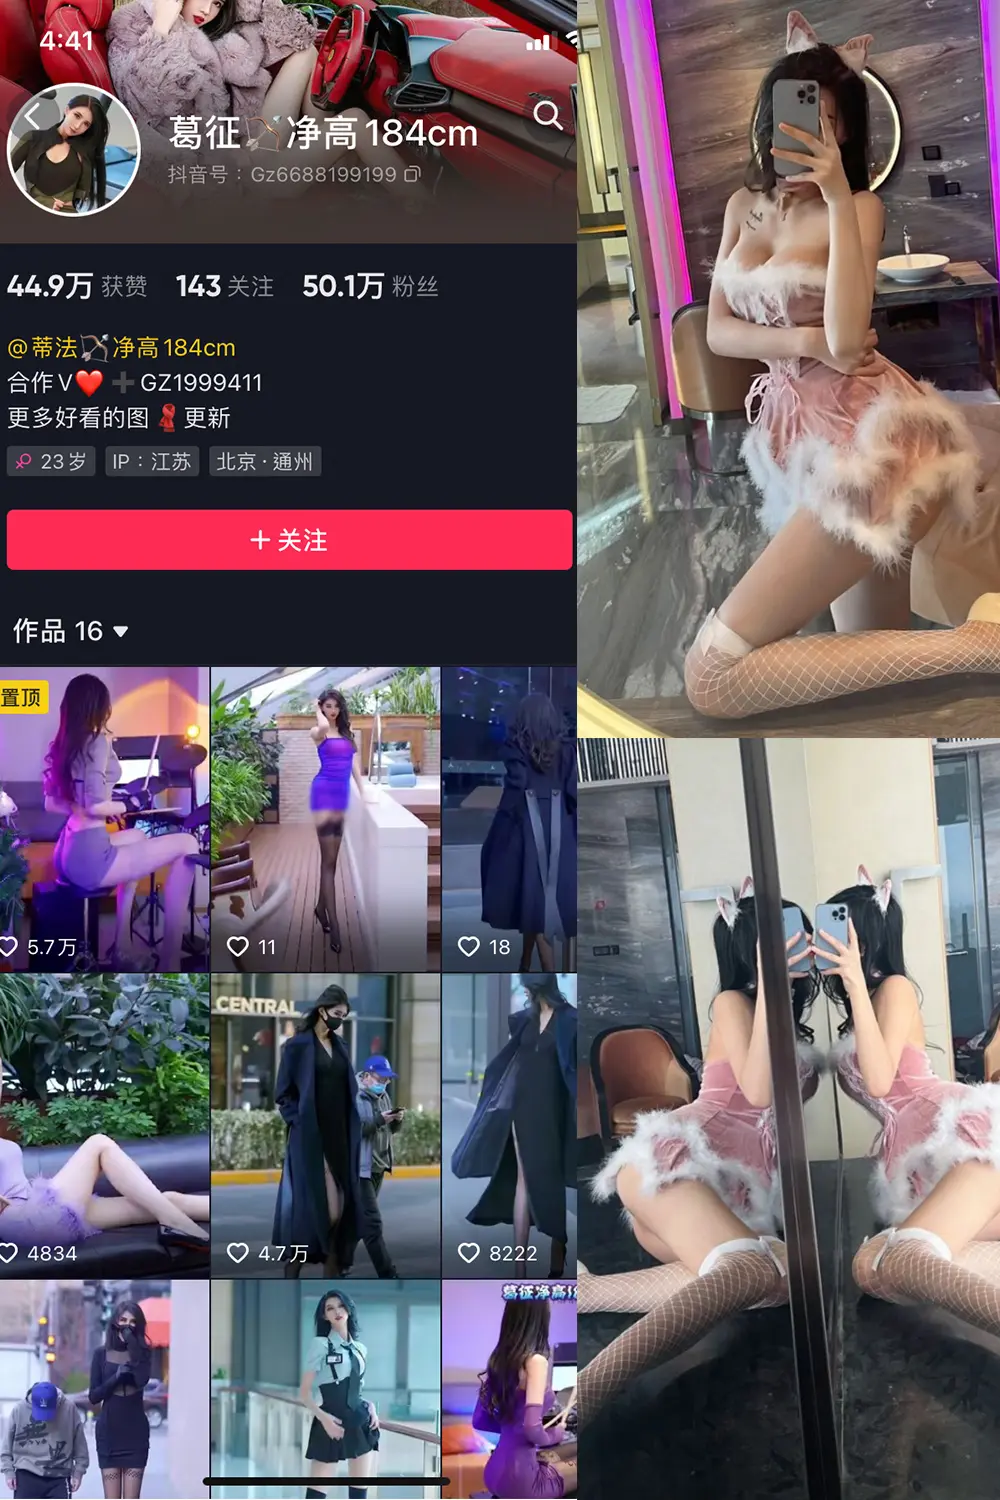 4:41
葛征🏹净高184cm
抖音号：Gz6688199199
44.9万 获赞 143 关注 50.1万 粉丝
@蒂法🏹净高184cm
合作V❤️➕GZ1999411
更多好看的图🧣更新
23岁 IP：江苏 北京·通州
＋关注
作品 16
置顶
5.7万 11 18
CENTRAL
4834 4.7万 8222
葛征净高